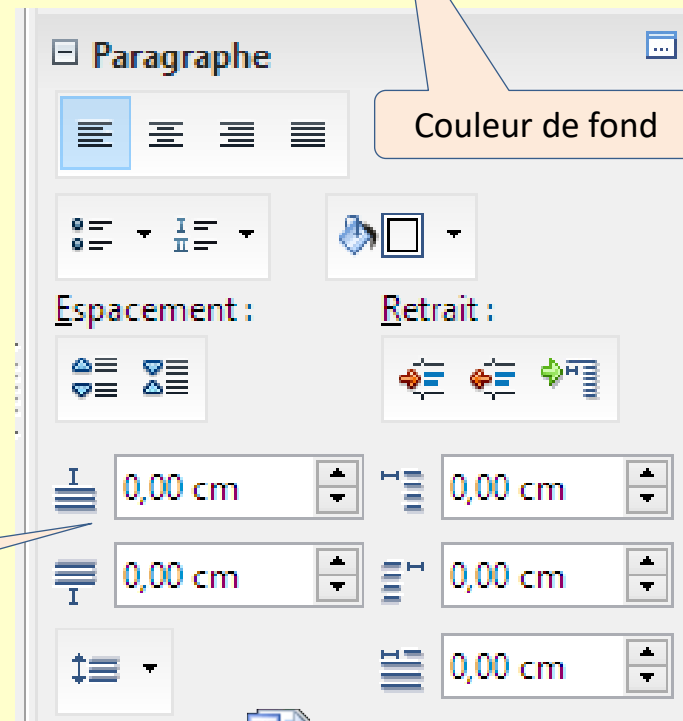 Paragraphe
Couleur de fond
Espacement :
Retrait :
0,00 cm
0,00 cm
0,00 cm
0,00 cm
0,00 cm